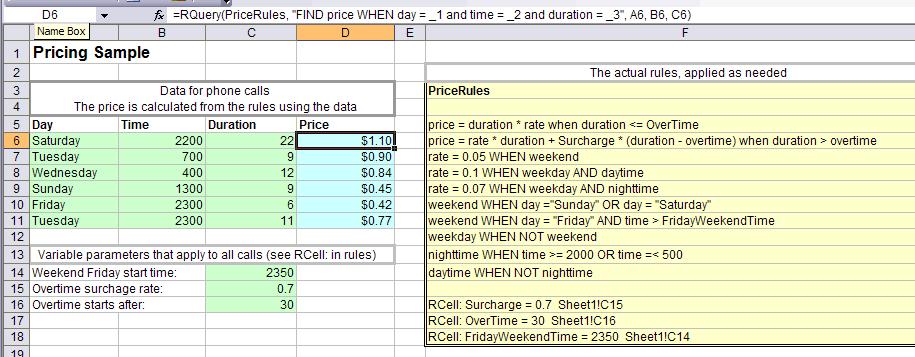 D6 fx =RQuery(PriceRules, "FIND price WHEN day = _1 and time = _2 and duration = _3", A6, B6, C6)
Name Box B C D E F
1 Pricing Sample
2 The actual rules, applied as needed
3 Data for phone calls PriceRules
4 The price is calculated from the rules using the data
5 Day Time Duration Price price = duration * rate when duration <= OverTime
6 Saturday 2200 22 $1.10 price = rate * duration + Surcharge * (duration - overtime) when duration > overtime
7 Tuesday 700 9 $0.90 rate = 0.05 WHEN weekend
8 Wednesday 400 12 $0.84 rate = 0.1 WHEN weekday AND daytime
9 Sunday 1300 9 $0.45 rate = 0.07 WHEN weekday AND nighttime
10 Friday 2300 6 $0.42 weekend WHEN day ="Sunday" OR day = "Saturday"
11 Tuesday 2300 11 $0.77 weekend WHEN day = "Friday" AND time > FridayWeekendTime
12 weekday WHEN NOT weekend
13 Variable parameters that apply to all calls (see RCell: in rules) nighttime WHEN time >= 2000 OR time =< 500
14 Weekend Friday start time: 2350 daytime WHEN NOT nighttime
15 Overtime surchage rate: 0.7
16 Overtime starts after: 30 RCell: Surcharge = 0.7 Sheet1!C15
17 RCell: OverTime = 30 Sheet1!C16
18 RCell: FridayWeekendTime = 2350 Sheet1!C14
19